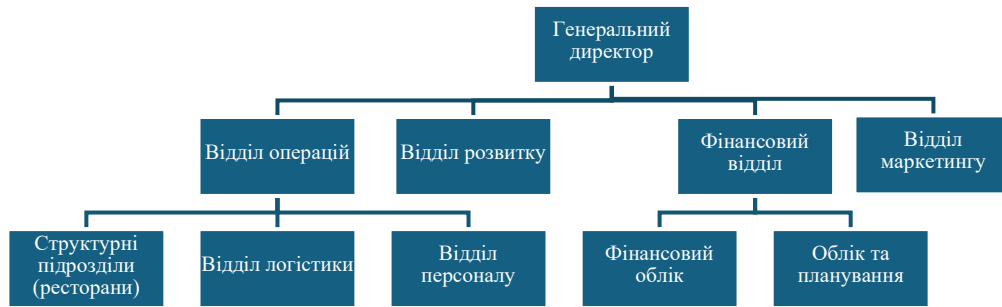 Генеральний
директор
Відділ операцій
Відділ розвитку
Фінансовий
відділ
Відділ
маркетингу
Структурні
підрозділи
(ресторани)
Відділ логістики
Відділ
персоналу
Фінансовий
облік
Облік та
планування